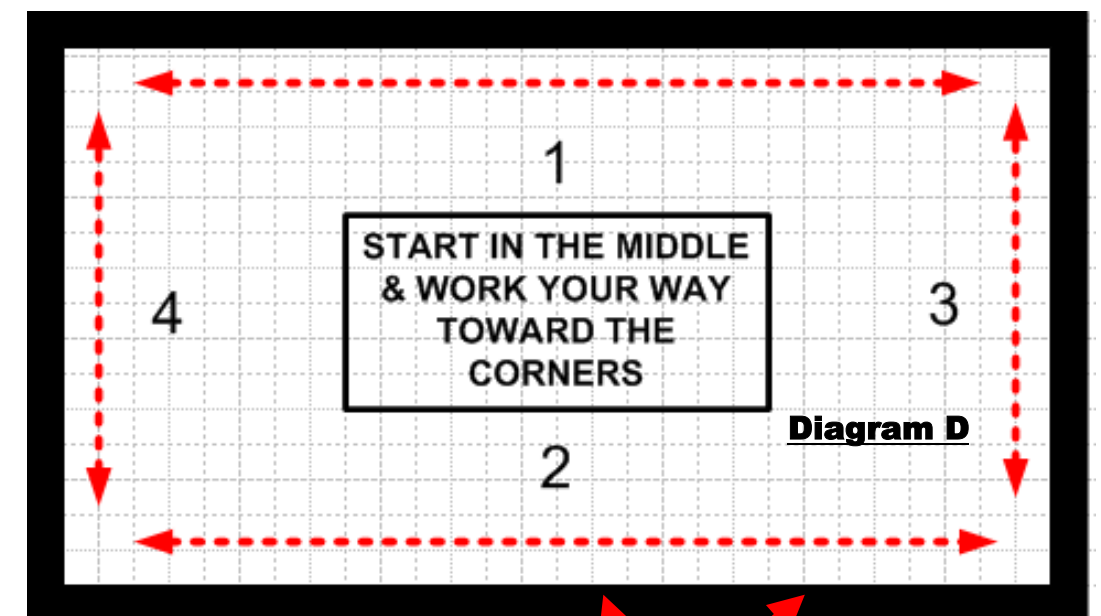 1
START IN THE MIDDLE
& WORK YOUR WAY
TOWARD THE
CORNERS
4
3
Diagram D
2